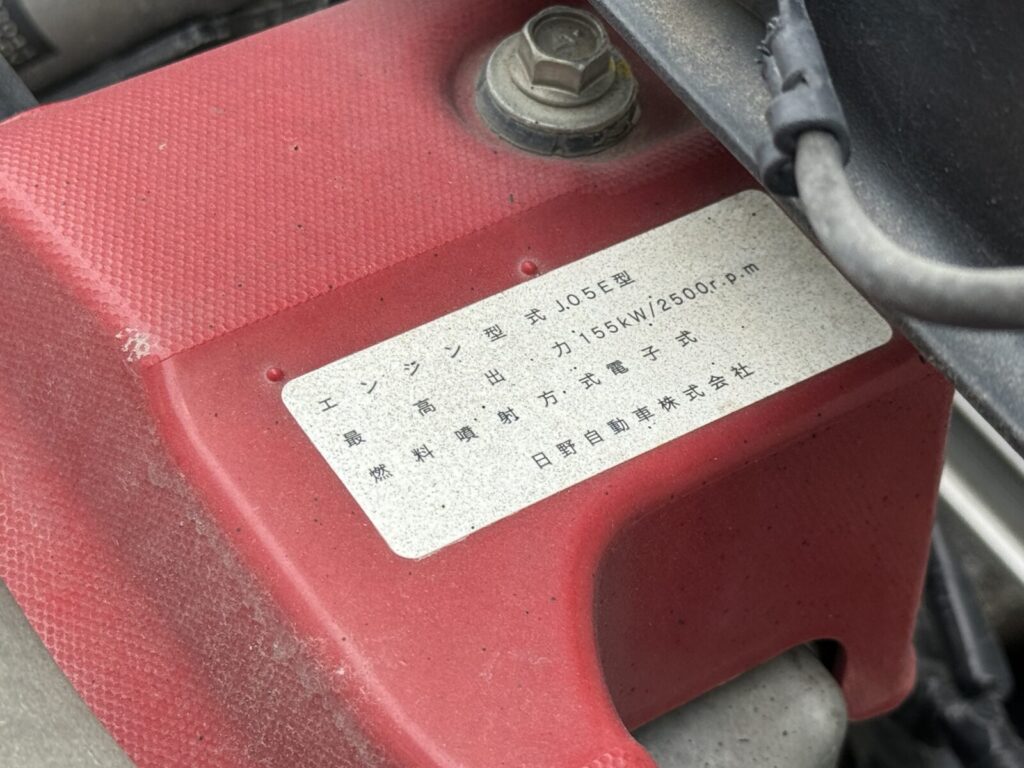 エンジン型式 J05E型
最高出力 155kW/2500r.p.m
燃料噴射方式 電子式
日野自動車株式会社